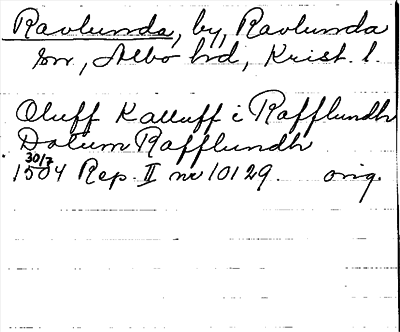 Ravlunda, by, Ravlunda
sn, Albo hd, Krist. l.
Oluff Kalluff i Rafflundh
Datum Rafflundh
30/7
1504 Rep. II nr 10129. orig.